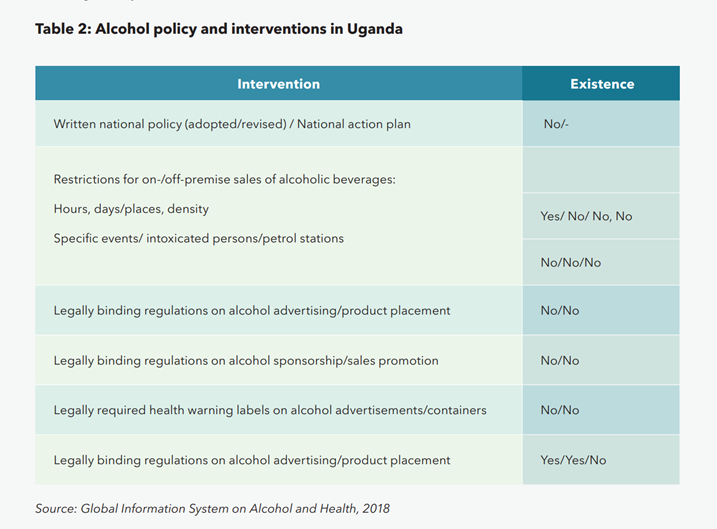 Table 2: Alcohol policy and interventions in Uganda
Intervention Existence
Written national policy (adopted/revised) / National action plan No/-
Restrictions for on-/off-premise sales of alcoholic beverages:
Hours, days/places, density Yes/ No/ No, No
Specific events/ intoxicated persons/petrol stations No/No/No
Legally binding regulations on alcohol advertising/product placement No/No
Legally binding regulations on alcohol sponsorship/sales promotion No/No
Legally required health warning labels on alcohol advertisements/containers No/No
Legally binding regulations on alcohol advertising/product placement Yes/Yes/No
Source: Global Information System on Alcohol and Health, 2018